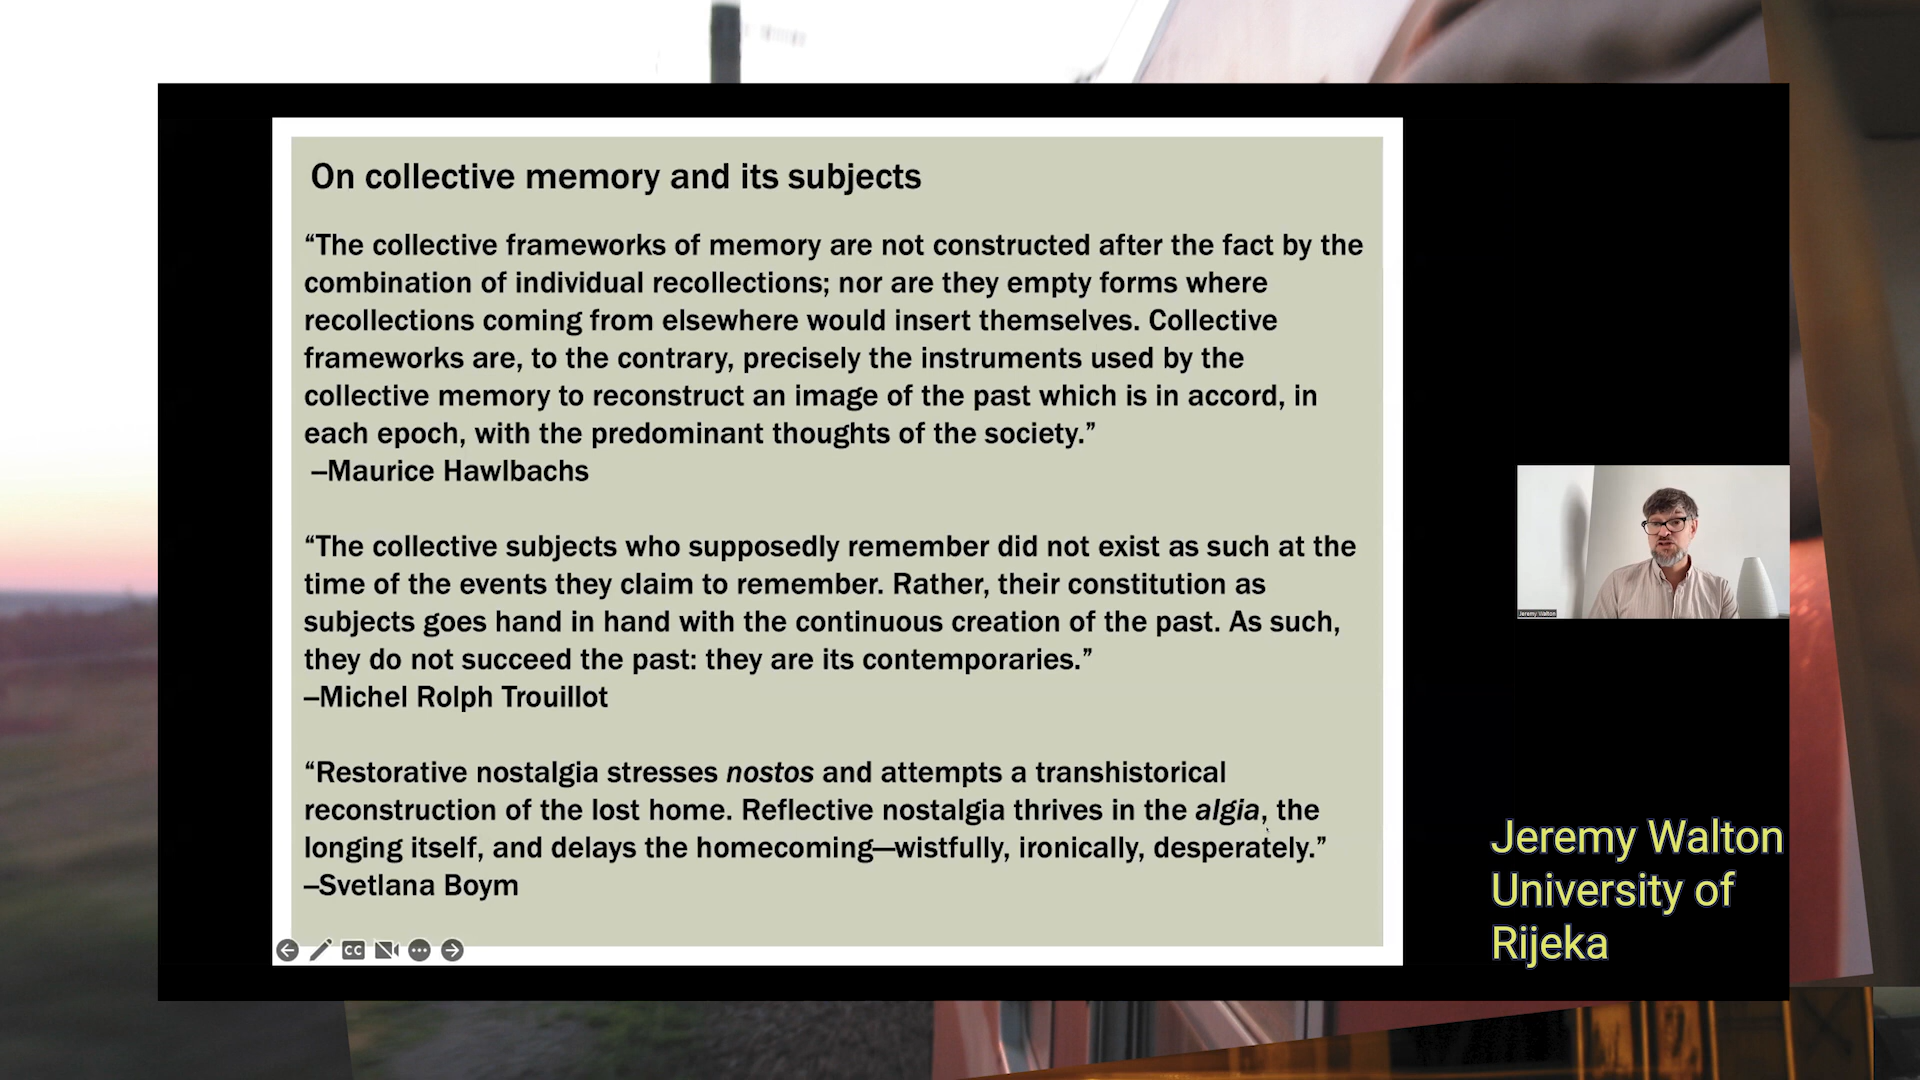 On collective memory and its subjects
“The collective frameworks of memory are not constructed after the fact by the
combination of individual recollections; nor are they empty forms where
recollections coming from elsewhere would insert themselves. Collective
frameworks are, to the contrary, precisely the instruments used by the
collective memory to reconstruct an image of the past which is in accord, in
each epoch, with the predominant thoughts of the society.”
–Maurice Hawlbachs
“The collective subjects who supposedly remember did not exist as such at the
time of the events they claim to remember. Rather, their constitution as
subjects goes hand in hand with the continuous creation of the past. As such,
they do not succeed the past: they are its contemporaries.”
–Michel Rolph Trouillot
“Restorative nostalgia stresses nostos and attempts a transhistorical
reconstruction of the lost home. Reflective nostalgia thrives in the algia, the
longing itself, and delays the homecoming—wistfully, ironically, desperately.”
–Svetlana Boym
CC
Jeremy Walton
Jeremy Walton
University of
Rijeka